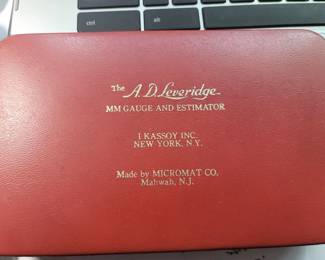 ctrl
alt
The A.D. Leveridge
MM GAUGE AND ESTIMATOR
I KASSOY INC.
NEW YORK, N.Y.
Made by MICROMAT CO.
Mahwah, N.J.